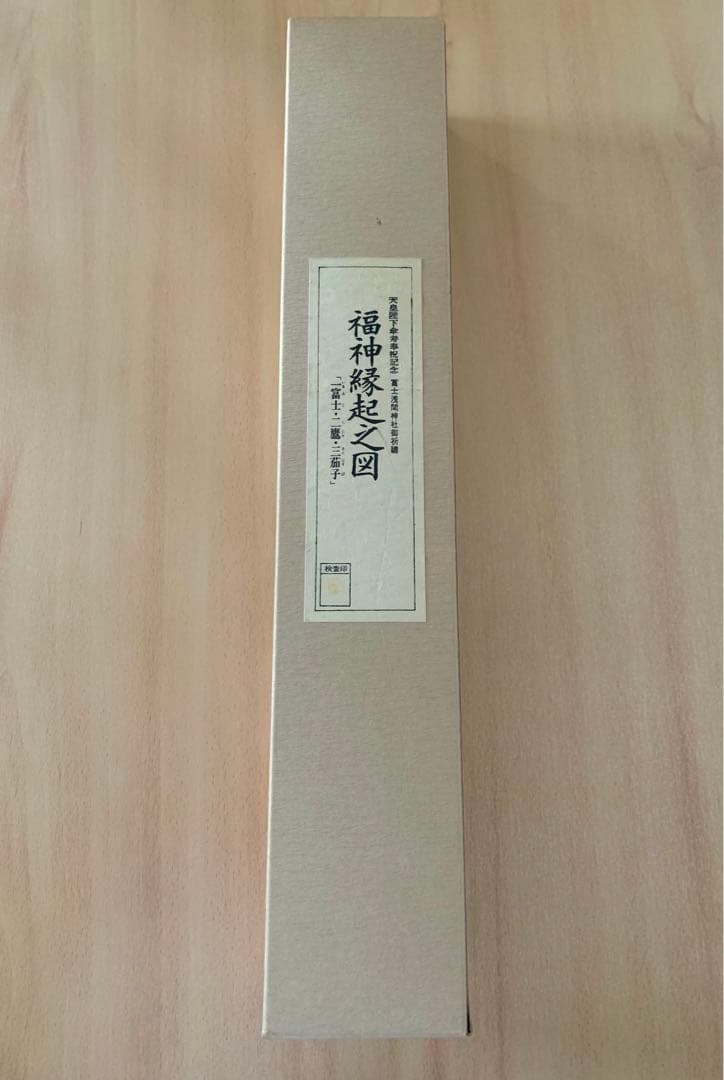 天皇陛下傘寿奉祝記念 富士浅間神社御祈祷
福神縁起之図
「一富士・二鷹・三茄子」
検査印